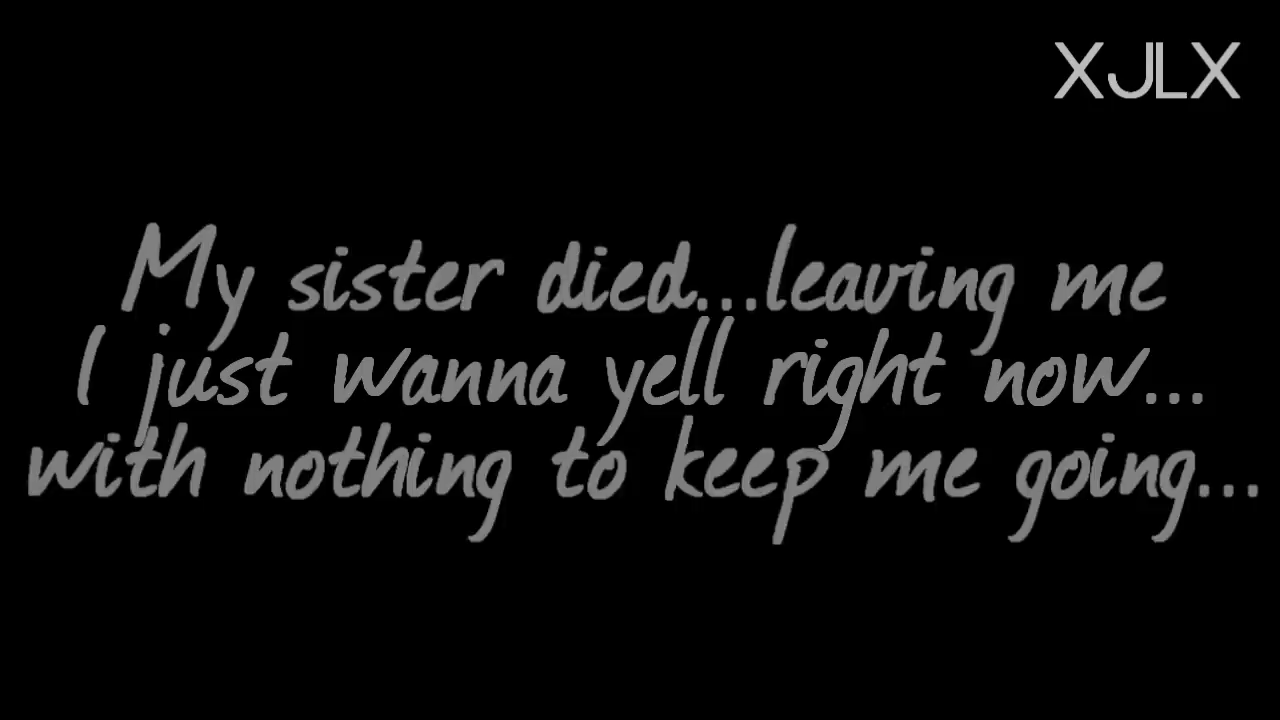 XJLX
My sister died...leaving me
I just wanna yell right now...
with nothing to keep me going...